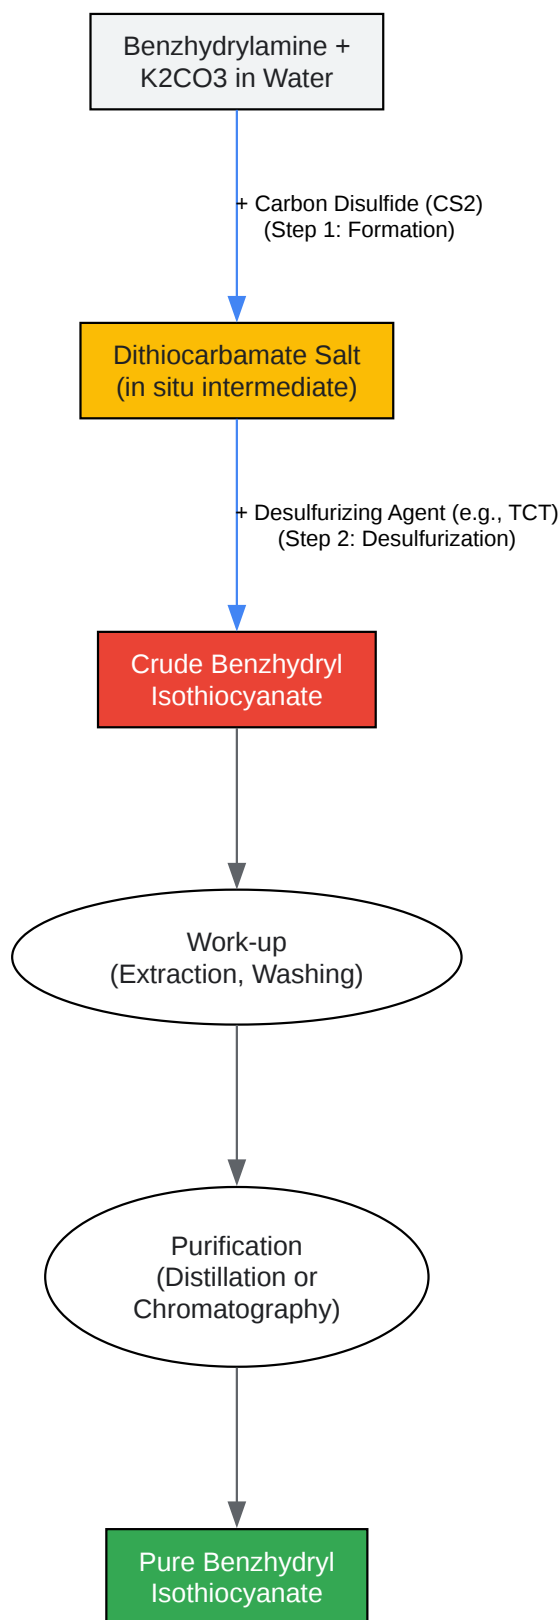 Benzhydrylamine +
K2CO3 in Water
+ Carbon Disulfide (CS2)
(Step 1: Formation)
Dithiocarbamate Salt
(in situ intermediate)
+ Desulfurizing Agent (e.g., TCT)
(Step 2: Desulfurization)
Crude Benzhydryl
Isothiocyanate
Work-up
(Extraction, Washing)
Purification
(Distillation or
Chromatography)
Pure Benzhydryl
Isothiocyanate